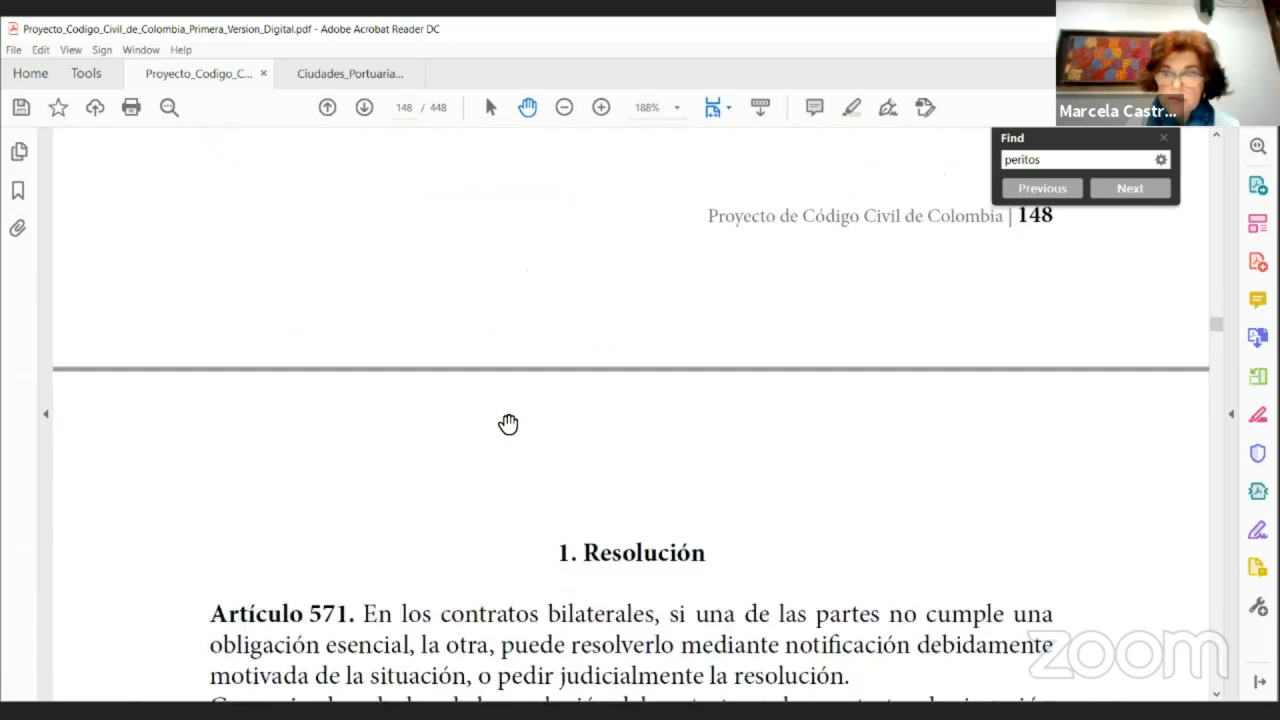 Proyecto_Codigo_Civil_de_Colombia_Primera_Version_Digital.pdf - Adobe Acrobat Reader DC
File Edit View Sign Window Help
Home Tools Proyecto_Codigo_C... × Ciudades_Portuaria...
148 / 448 188%
Marcela Castr...
Find
peritos
Previous Next
Proyecto de Código Civil de Colombia | 148
1. Resolución
Artículo 571. En los contratos bilaterales, si una de las partes no cumple una
obligación esencial, la otra, puede resolverlo mediante notificación debidamente
motivada de la situación, o pedir judicialmente la resolución.
zoom